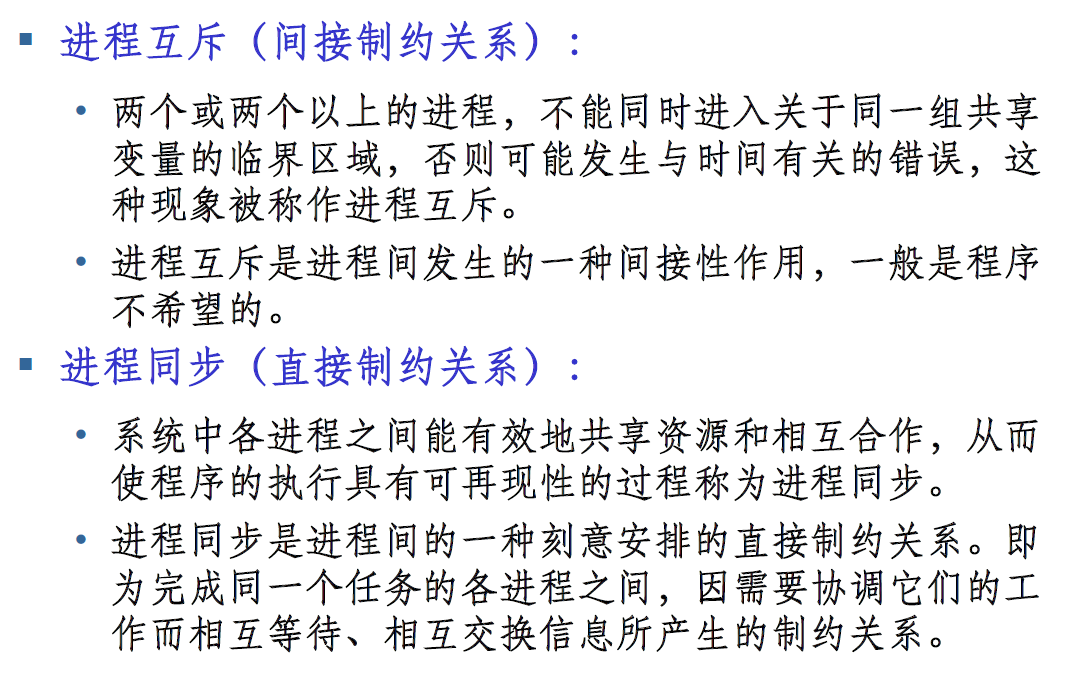 ▪ 进程互斥（间接制约关系）：
• 两个或两个以上的进程，不能同时进入关于同一组共享
变量的临界区域，否则可能发生与时间有关的错误，这
种现象被称作进程互斥。
• 进程互斥是进程间发生的一种间接性作用，一般是程序
不希望的。
▪ 进程同步（直接制约关系）：
• 系统中各进程之间能有效地共享资源和相互合作，从而
使程序的执行具有可再现性的过程称为进程同步。
• 进程同步是进程间的一种刻意安排的直接制约关系。即
为完成同一个任务的各进程之间，因需要协调它们的工
作而相互等待、相互交换信息所产生的制约关系。